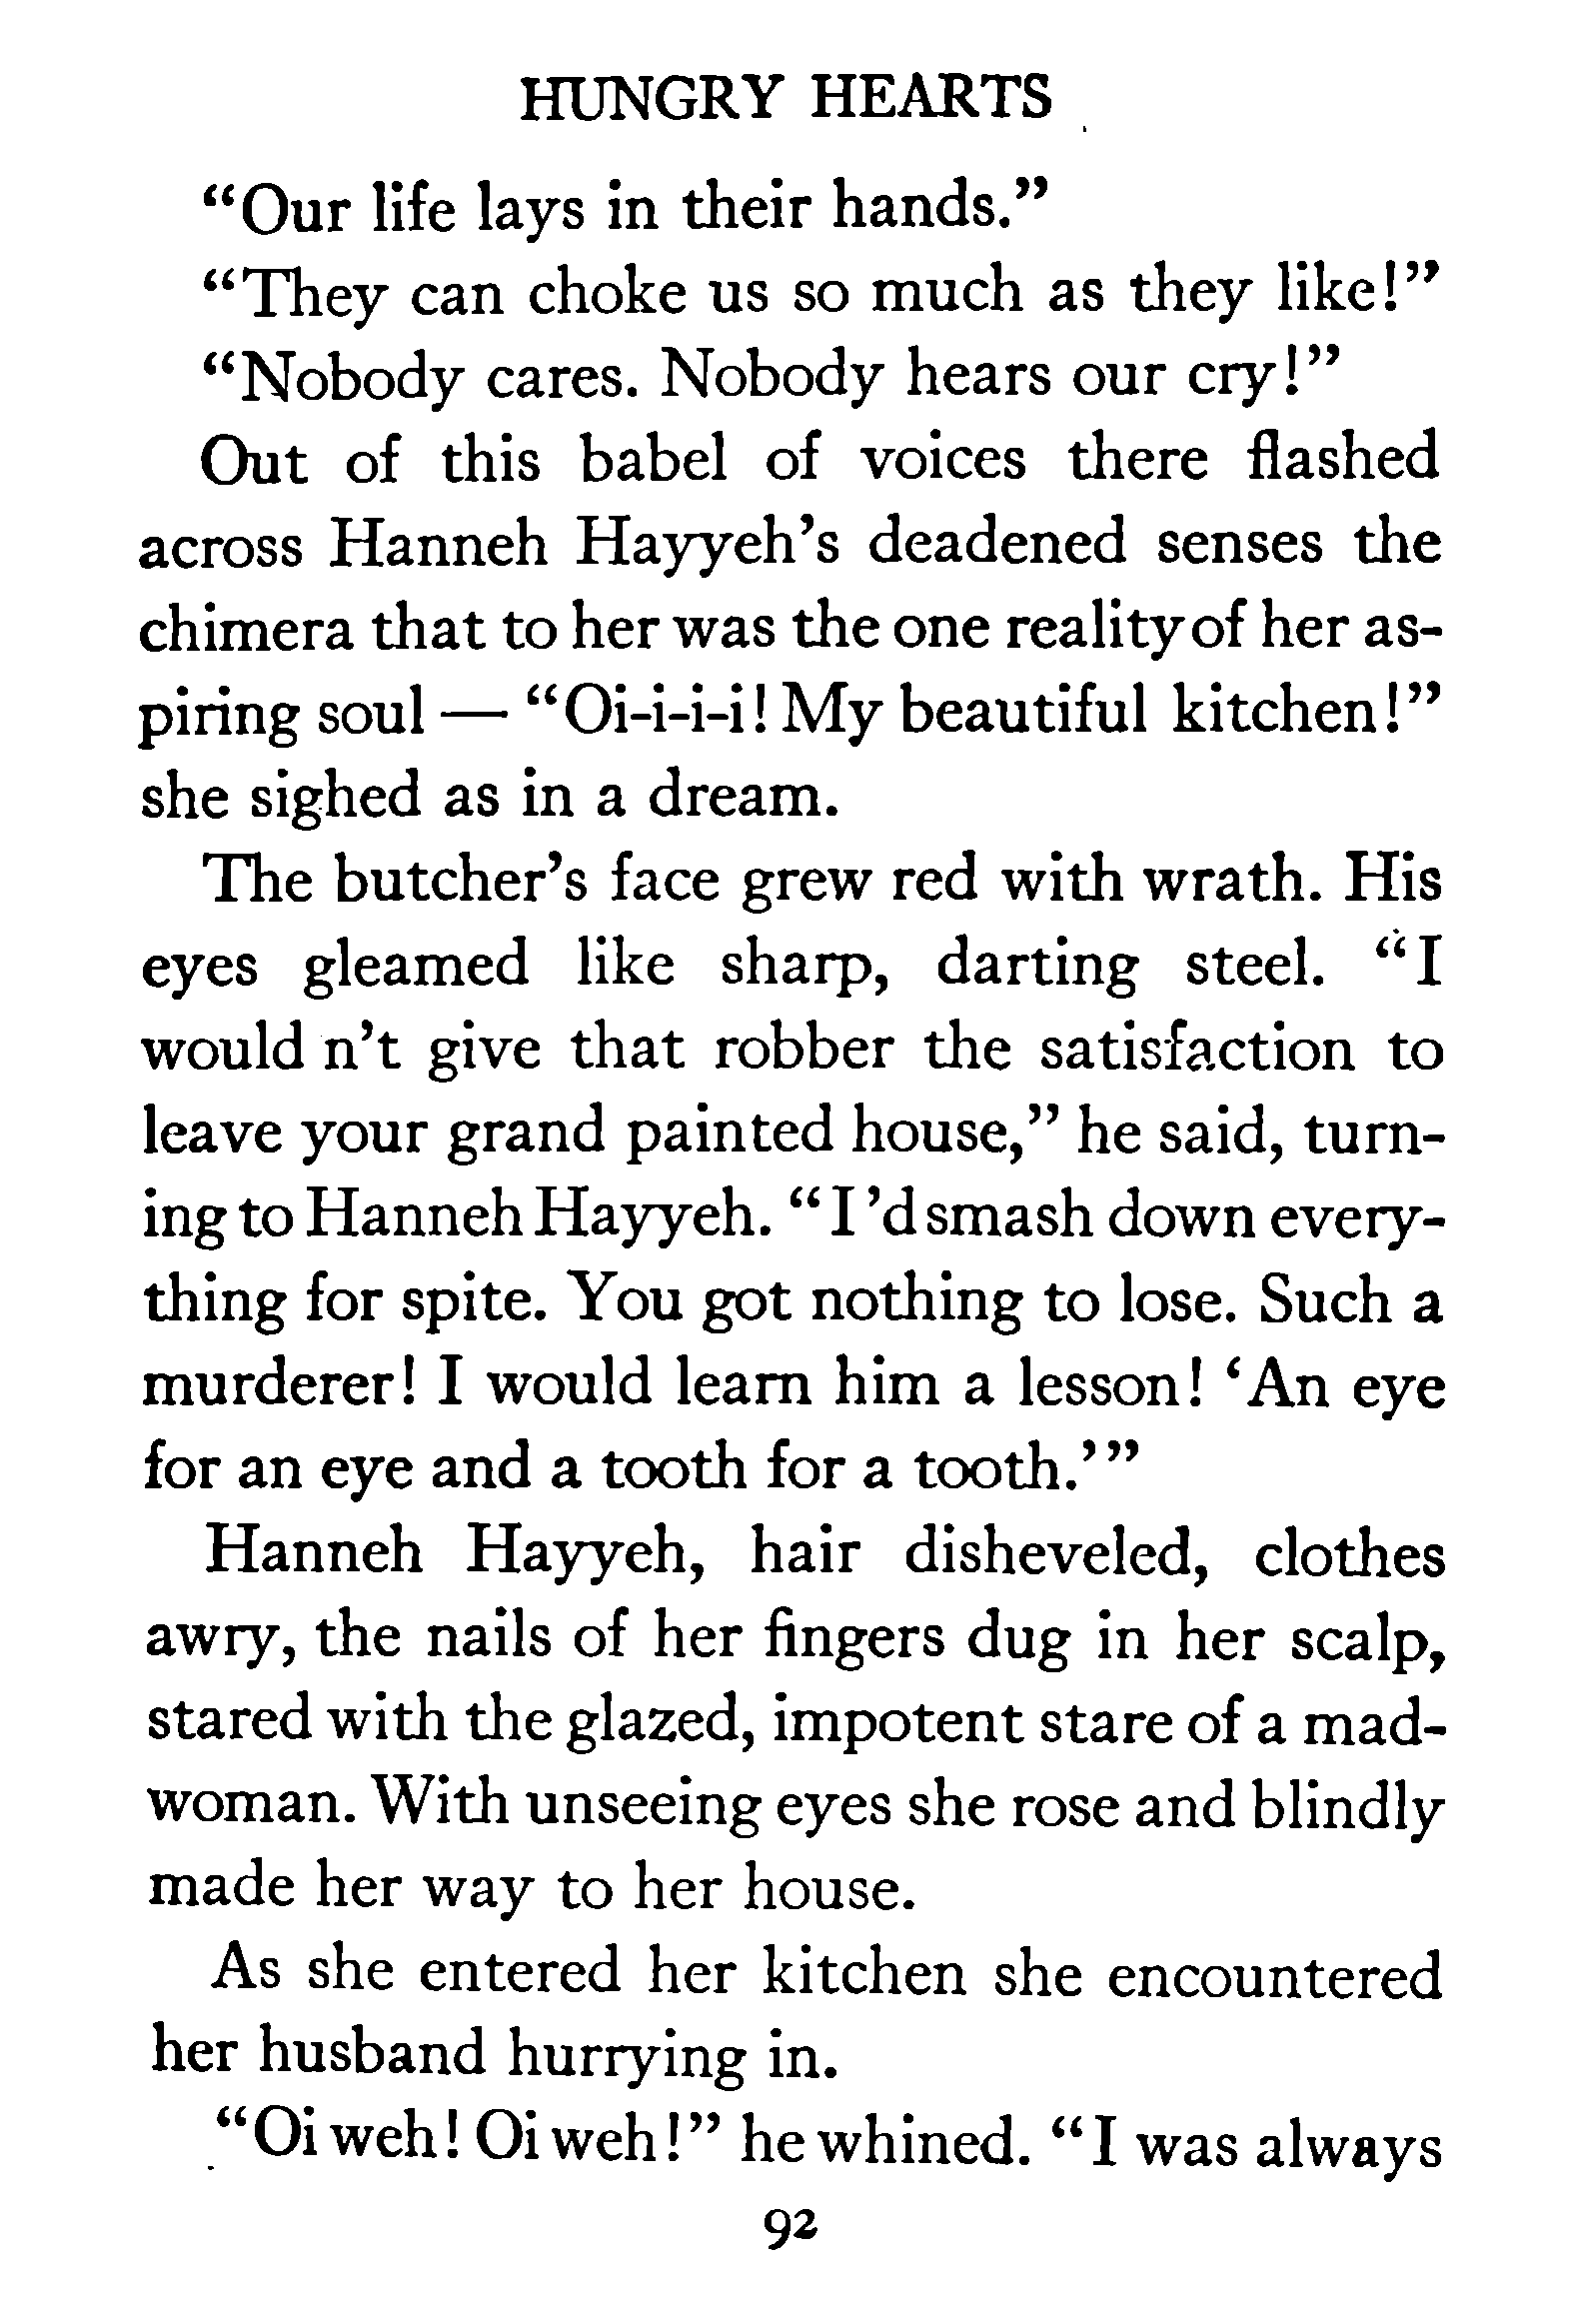 HUNGRY HEARTS
“Our life lays in their hands.”
“They can choke us so much as they like!”
“Nobody cares. Nobody hears our cry!”
Out of this babel of voices there flashed
across Hanneh Hayyeh’s deadened senses the
chimera that to her was the one reality of her as-
piring soul — “Oi-i-i-i! My beautiful kitchen!”
she sighed as in a dream.
The butcher’s face grew red with wrath. His
eyes gleamed like sharp, darting steel. “I
would n’t give that robber the satisfaction to
leave your grand painted house,” he said, turn-
ing to Hanneh Hayyeh. “I ’d smash down every-
thing for spite. You got nothing to lose. Such a
murderer! I would learn him a lesson! ‘An eye
for an eye and a tooth for a tooth.’”
Hanneh Hayyeh, hair disheveled, clothes
awry, the nails of her fingers dug in her scalp,
stared with the glazed, impotent stare of a mad-
woman. With unseeing eyes she rose and blindly
made her way to her house.
As she entered her kitchen she encountered
her husband hurrying in.
“Oi weh! Oi weh!” he whined. “I was always
92